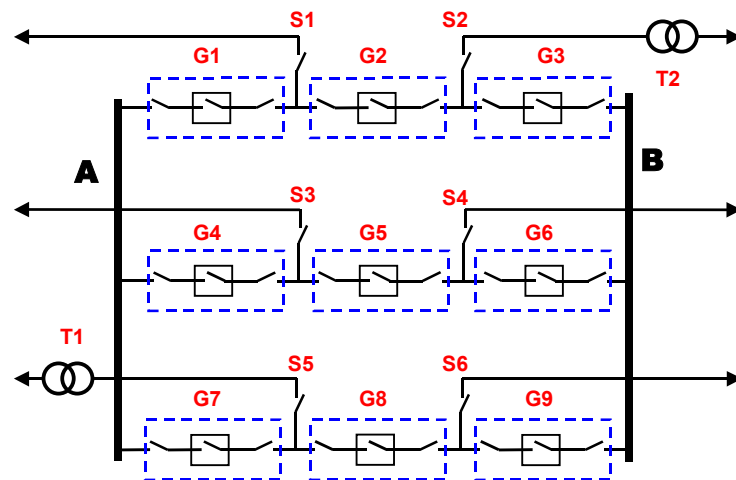 S1 S2
G1 G2 G3
T2
A B
S3 S4
G4 G5 G6
T1
S5 S6
G7 G8 G9